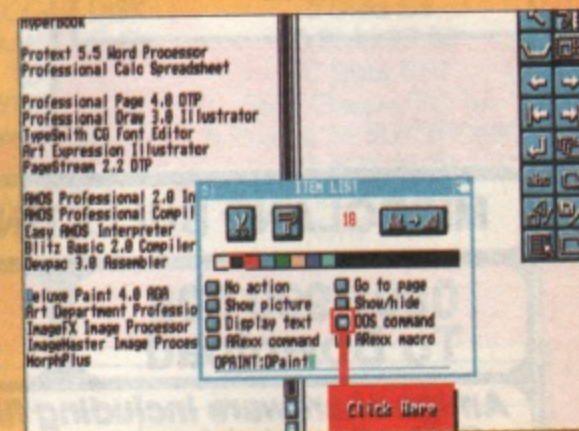 HyperBook
Protext 5.5 Word Processor
Professional Calc Spreadsheet
Professional Page 4.0 DTP
Professional Draw 3.0 Illustrator
TypeSmith CG Font Editor
Art Expression Illustrator
PageStream 2.2 DTP
AMOS Professional 2.0 In
AMOS Professional Compil
Easy AMOS Interpreter
Blitz Basic 2.0 Compiler
Devpac 3.0 Assembler
Deluxe Paint 4.0 AGA
Art Department Professio
ImageFX Image Processor
ImageMaster Image Proces
MorphPlus
ITEM LIST
18
No action
Go to page
Show picture
Show/hide
Display text
DOS command
ARexx command
ARexx macro
DPAINT:DPaint
Click Here
abc